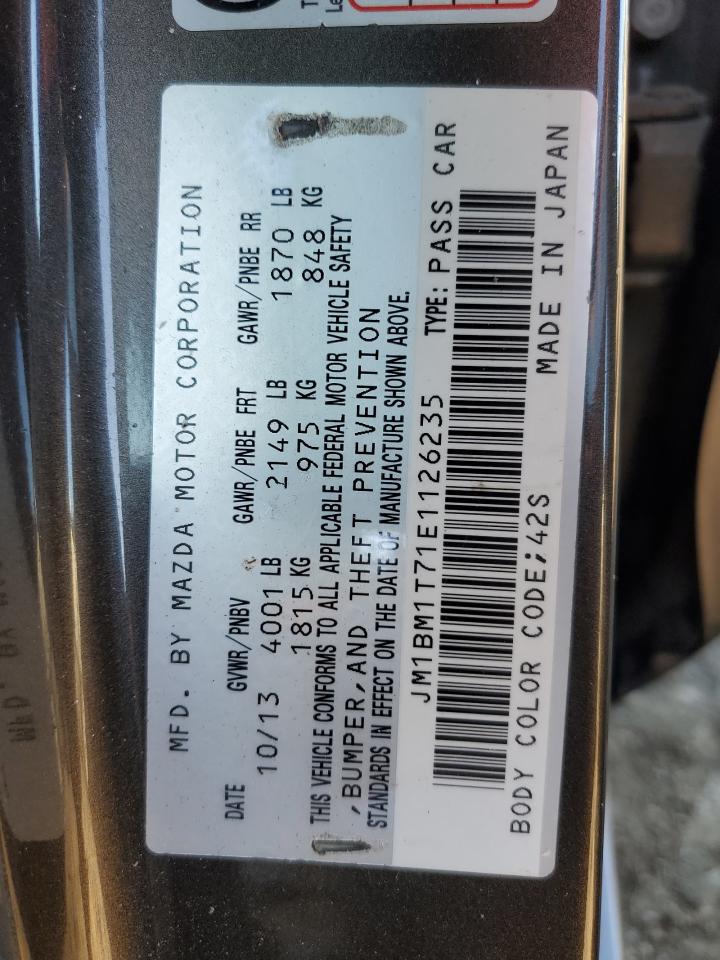 MFD. BY MAZDA MOTOR CORPORATION
DATE GVWR/PNBV GAWR/PNBE FRT GAWR/PNBE RR
10/13 4001 LB 2149 LB 1870 LB
1815 KG 975 KG 848 KG
THIS VEHICLE CONFORMS TO ALL APPLICABLE FEDERAL MOTOR VEHICLE SAFETY
,BUMPER,AND THEFT PREVENTION
STANDARDS IN EFFECT ON THE DATE OF MANUFACTURE SHOWN ABOVE.
JM1BM1T71E1126235 TYPE: PASS CAR
BODY COLOR CODE;42S MADE IN JAPAN